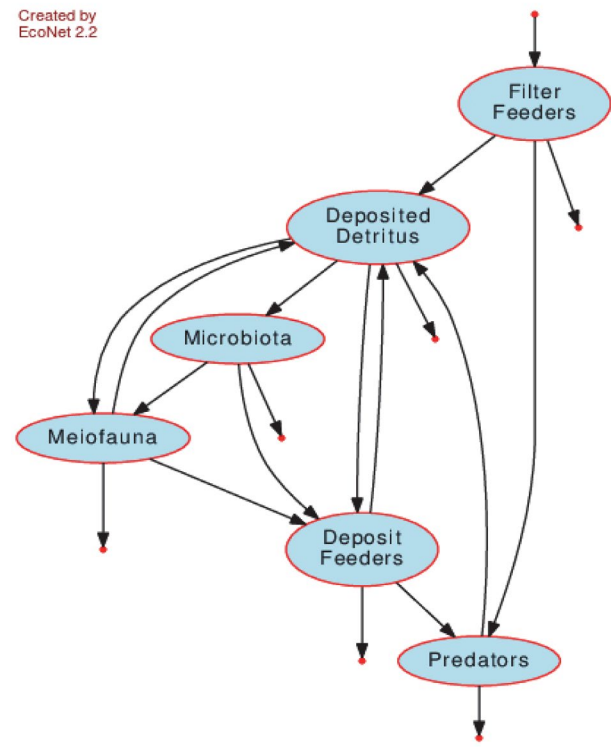 Created by
EcoNet 2.2
Filter
Feeders
Deposited
Detritus
Microbiota
Meiofauna
Deposit
Feeders
Predators